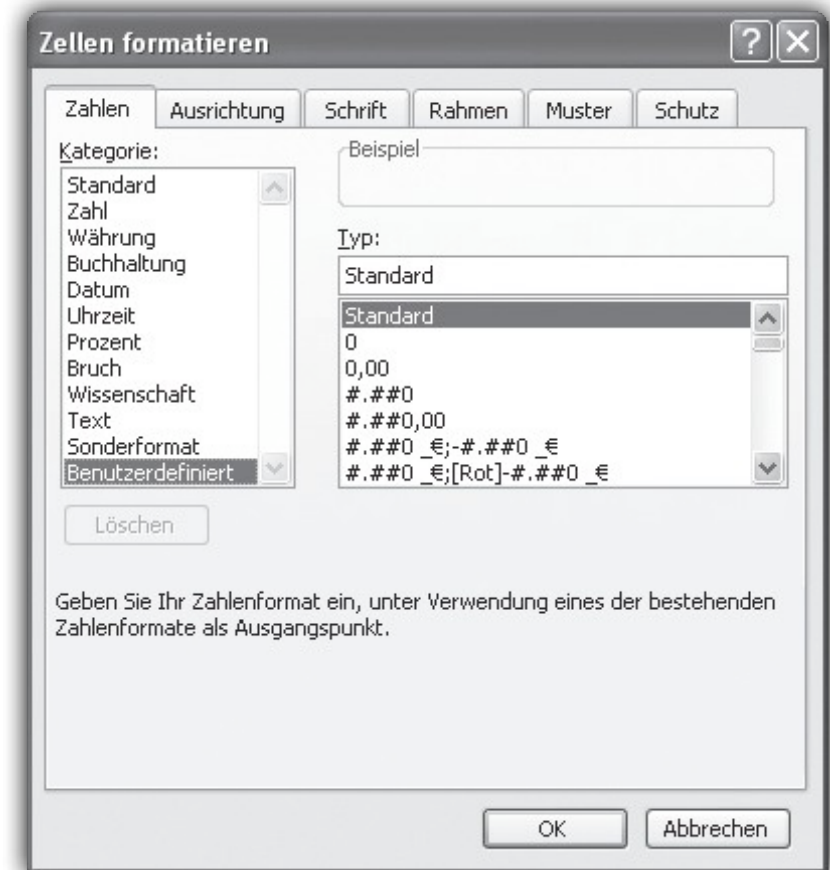 Zellen formatieren
Zahlen Ausrichtung Schrift Rahmen Muster Schutz
Kategorie:
Standard
Zahl
Währung
Buchhaltung
Datum
Uhrzeit
Prozent
Bruch
Wissenschaft
Text
Sonderformat
Benutzerdefiniert
Löschen
Beispiel
Typ:
Standard
Standard
0
0,00
#.##0
#.##0,00
#.##0 _€;-#.##0 _€
#.##0 _€;[Rot]-#.##0 _€
Geben Sie Ihr Zahlenformat ein, unter Verwendung eines der bestehenden
Zahlenformate als Ausgangspunkt.
OK Abbrechen